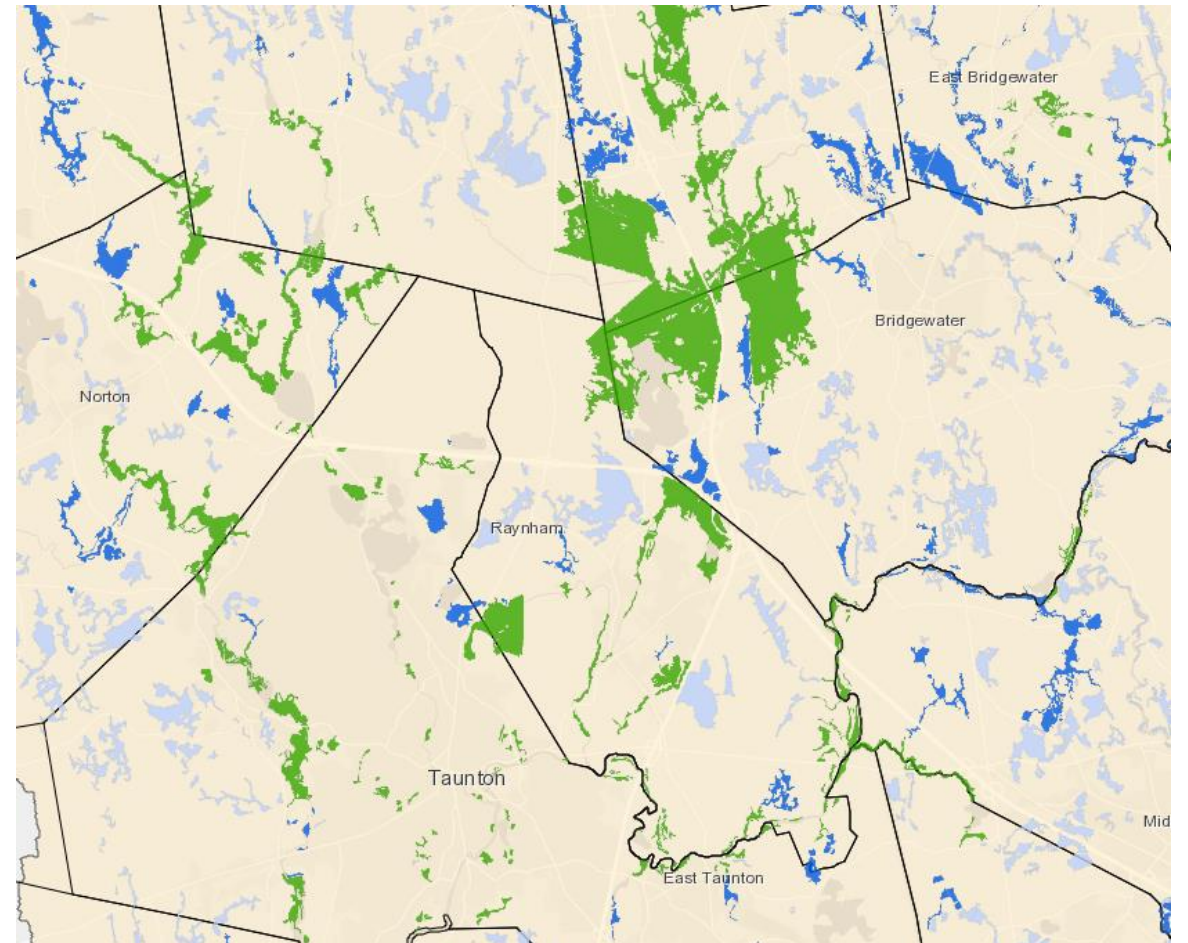 East Bridgewater
Bridgewater
Norton
Raynham
Taunton
Mid
East Taunton